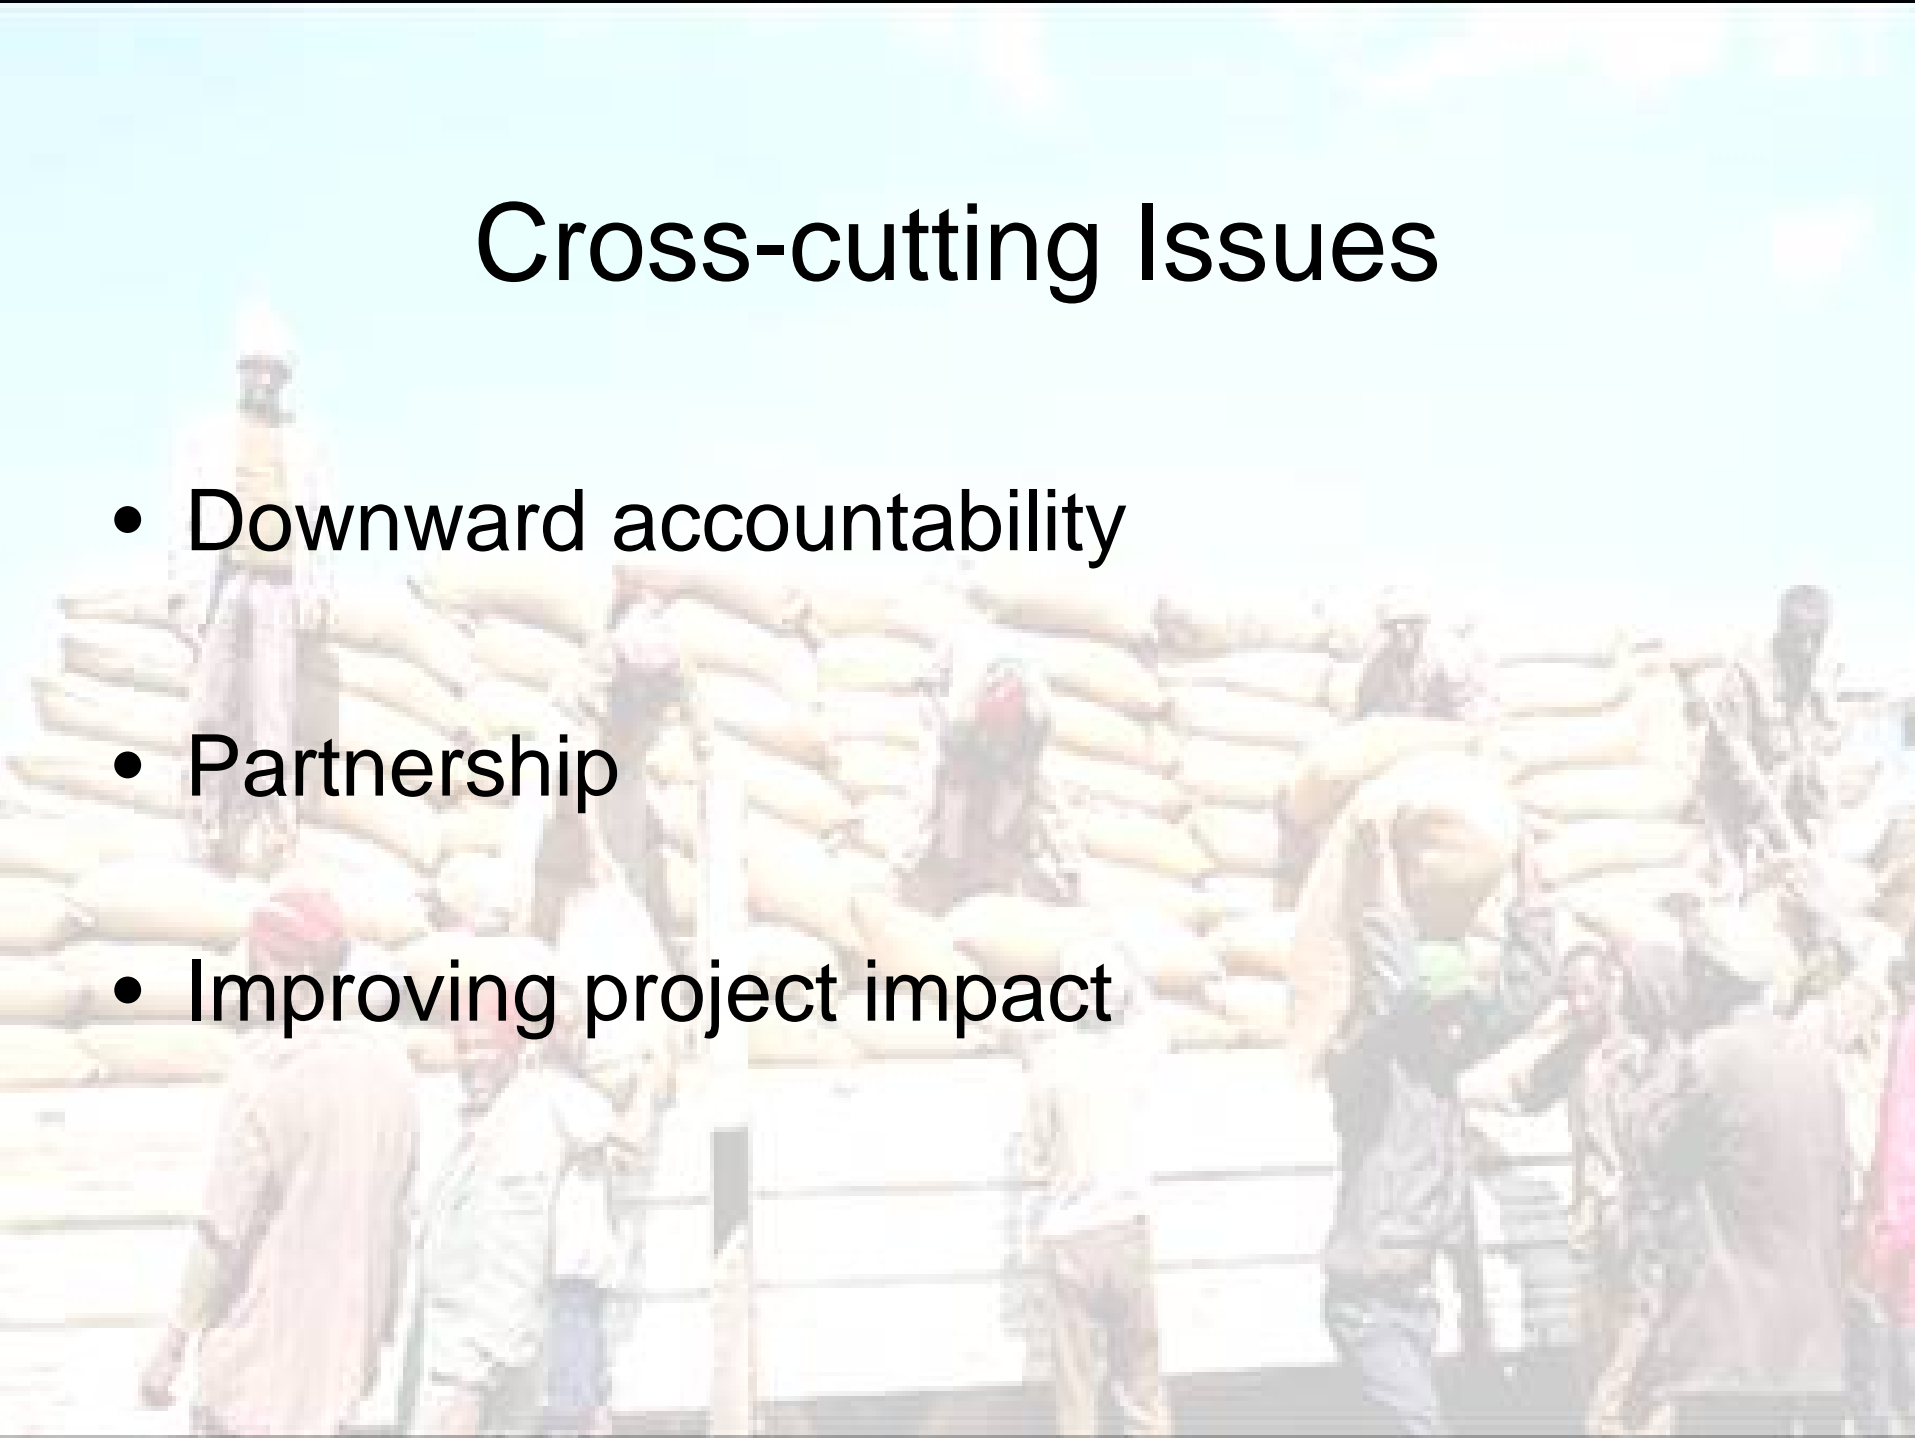 Cross-cutting Issues
• Downward accountability
• Partnership
• Improving project impact